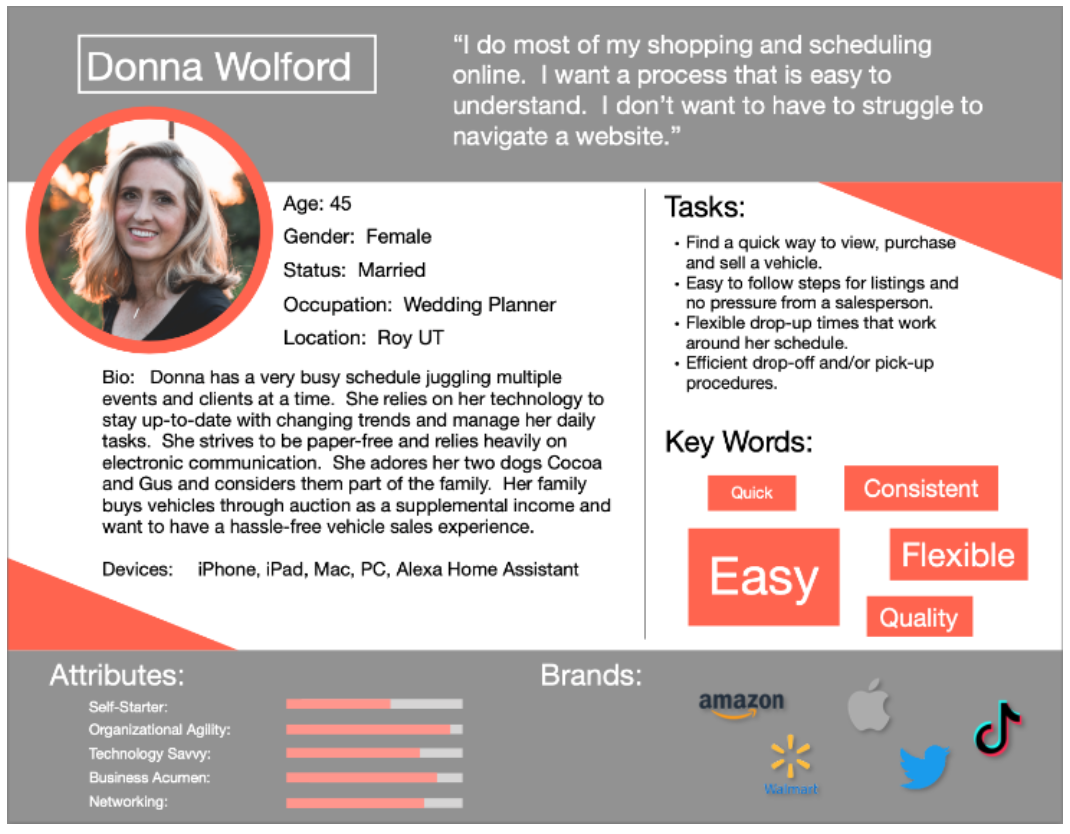 Donna Wolford
“I do most of my shopping and scheduling
online.  I want a process that is easy to
understand.  I don’t want to have to struggle to
navigate a website.”
Age: 45
Gender:  Female
Status:  Married
Occupation:  Wedding Planner
Location:  Roy UT
Bio:   Donna has a very busy schedule juggling multiple
events and clients at a time.  She relies on her technology to
stay up-to-date with changing trends and manage her daily
tasks.  She strives to be paper-free and relies heavily on
electronic communication.  She adores her two dogs Cocoa
and Gus and considers them part of the family.  Her family
buys vehicles through auction as a supplemental income and
want to have a hassle-free vehicle sales experience.
Devices:    iPhone, iPad, Mac, PC, Alexa Home Assistant
Tasks:
• Find a quick way to view, purchase
and sell a vehicle.
• Easy to follow steps for listings and
no pressure from a salesperson.
• Flexible drop-up times that work
around her schedule.
• Efficient drop-off and/or pick-up
procedures.
Key Words:
Quick
Consistent
Easy
Flexible
Quality
Attributes:
Self-Starter:
Organizational Agility:
Technology Savvy:
Business Acumen:
Networking:
Brands:
amazon
Walmart